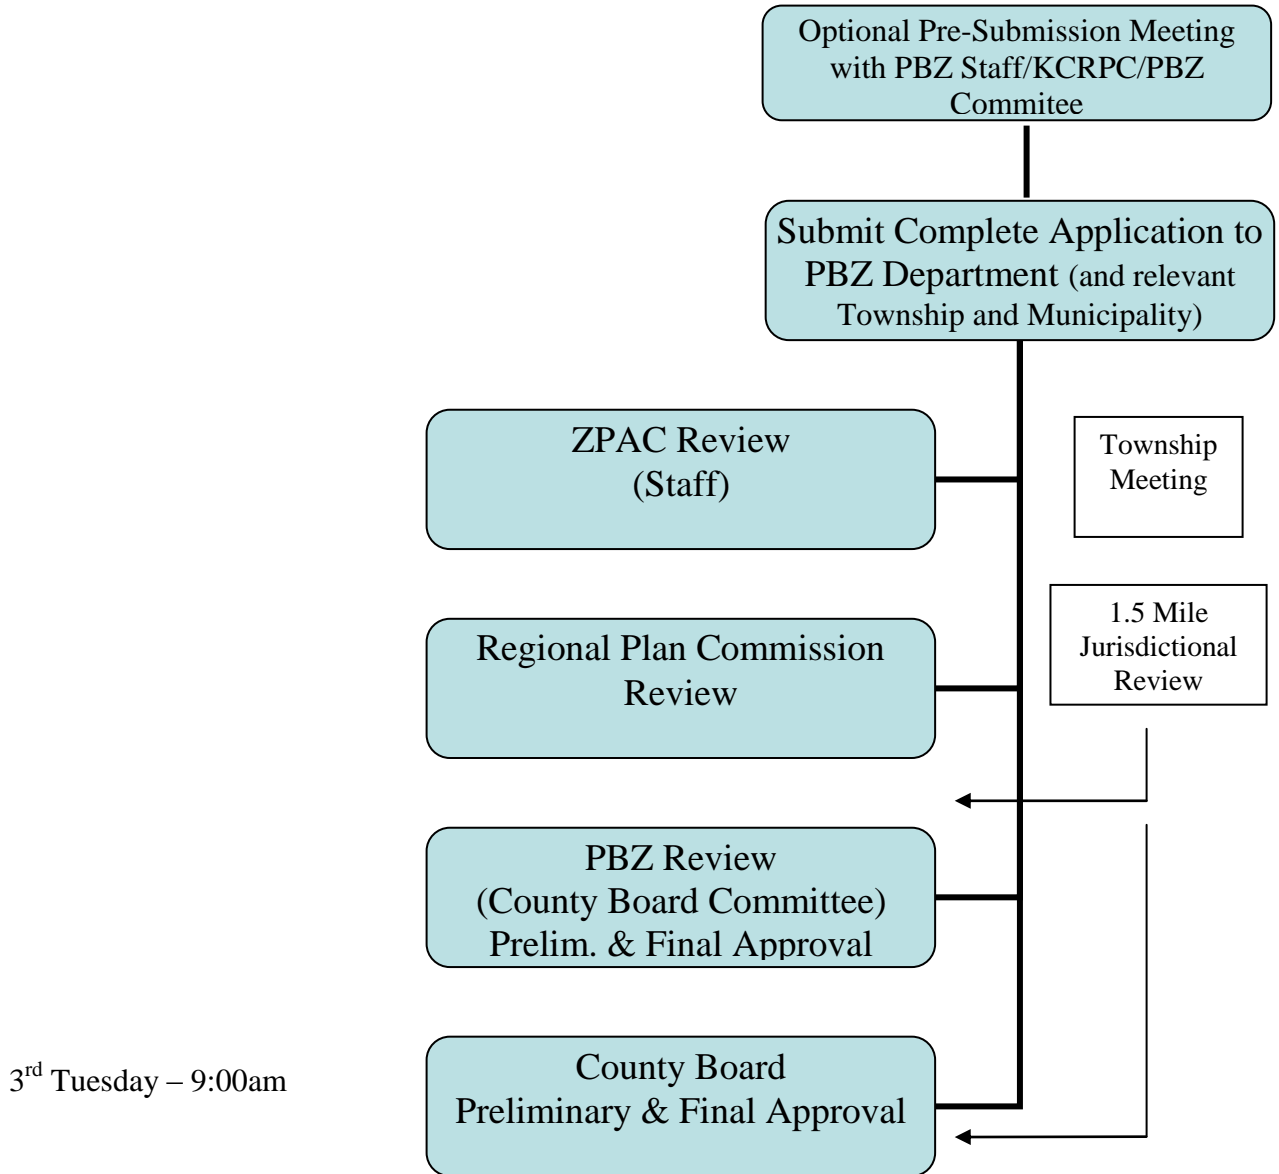 Optional Pre-Submission Meeting
with PBZ Staff/KCRPC/PBZ
Commitee
Submit Complete Application to
PBZ Department (and relevant
Township and Municipality)
ZPAC Review
(Staff)
Township
Meeting
Regional Plan Commission
Review
1.5 Mile
Jurisdictional
Review
PBZ Review
(County Board Committee)
Prelim. & Final Approval
3rd Tuesday – 9:00am
County Board
Preliminary & Final Approval